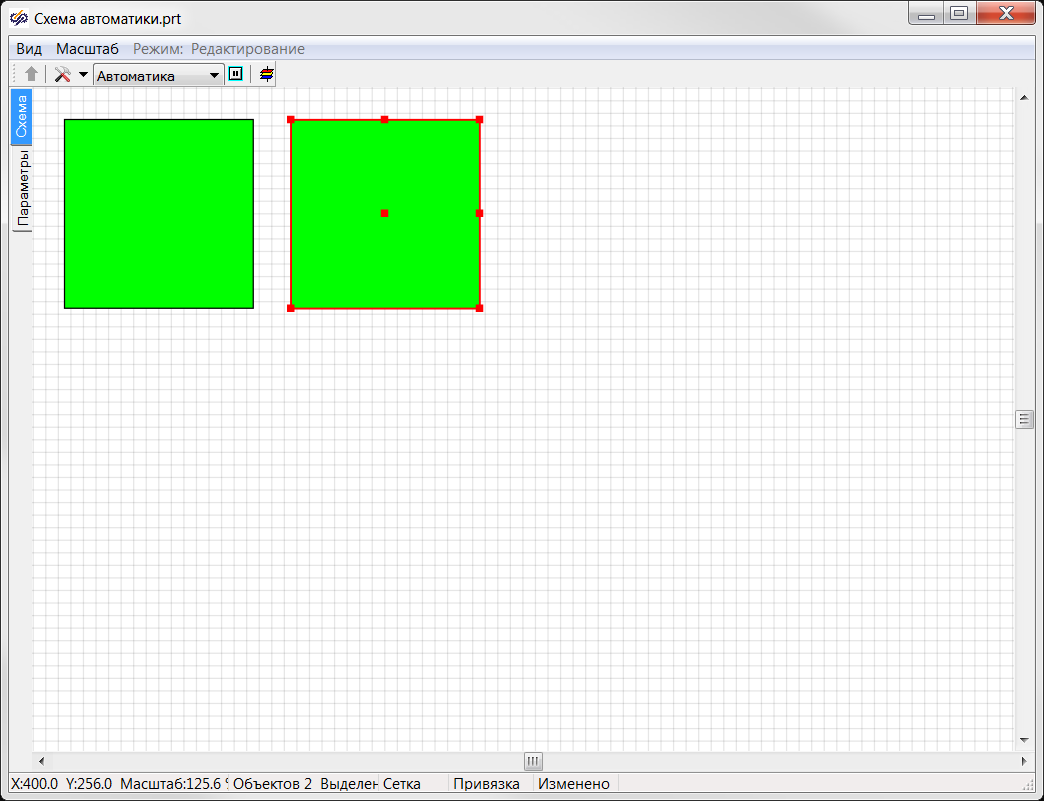 Схема автоматики.prt
Вид Масштаб Режим: Редактирование
Автоматика
Схема
Параметры
X:400.0 Y:256.0 Масштаб:125.6 Объектов 2 Выделен Сетка Привязка Изменено